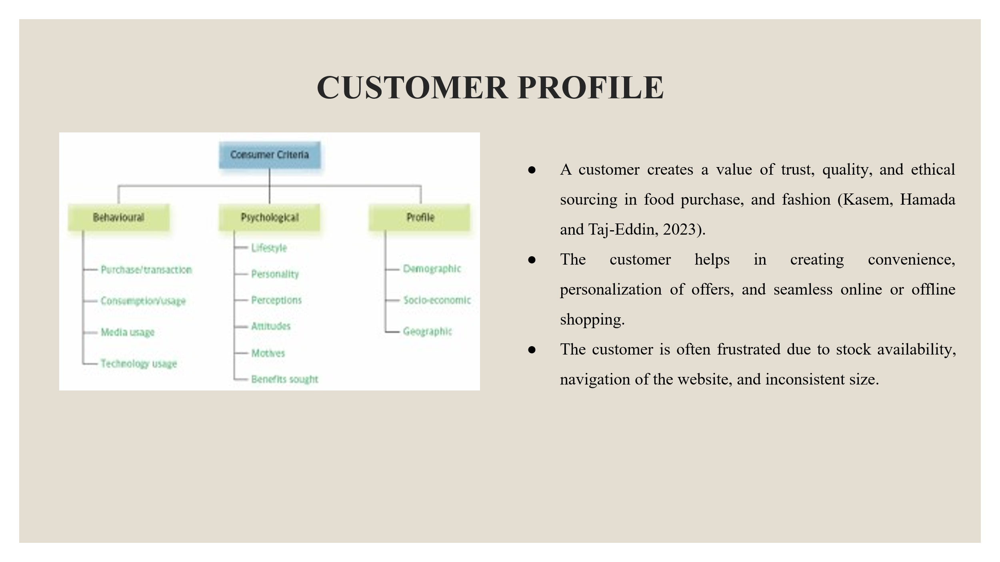 CUSTOMER PROFILE
Consumer Criteria
Behavioural
Purchase/transaction
Consumption/usage
Media usage
Technology usage
Psychological
Lifestyle
Personality
Perceptions
Attitudes
Motives
Benefits sought
Profile
Demographic
Socio-economic
Geographic
● A customer creates a value of trust, quality, and ethical
sourcing in food purchase, and fashion (Kasem, Hamada
and Taj-Eddin, 2023).
● The customer helps in creating convenience,
personalization of offers, and seamless online or offline
shopping.
● The customer is often frustrated due to stock availability,
navigation of the website, and inconsistent size.